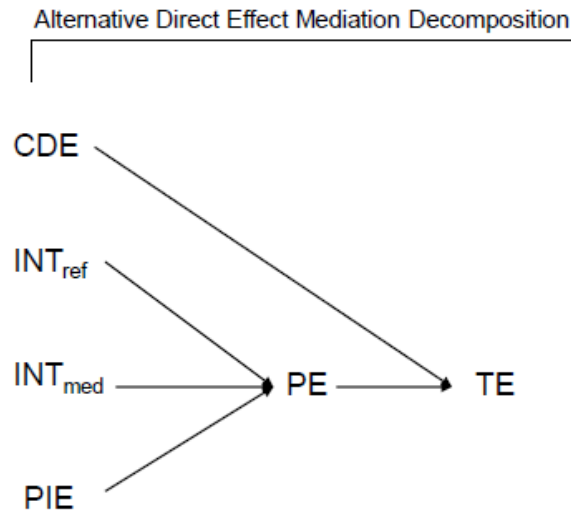 Alternative Direct Effect Mediation Decomposition
CDE
INTref
INTmed PE TE
PIE